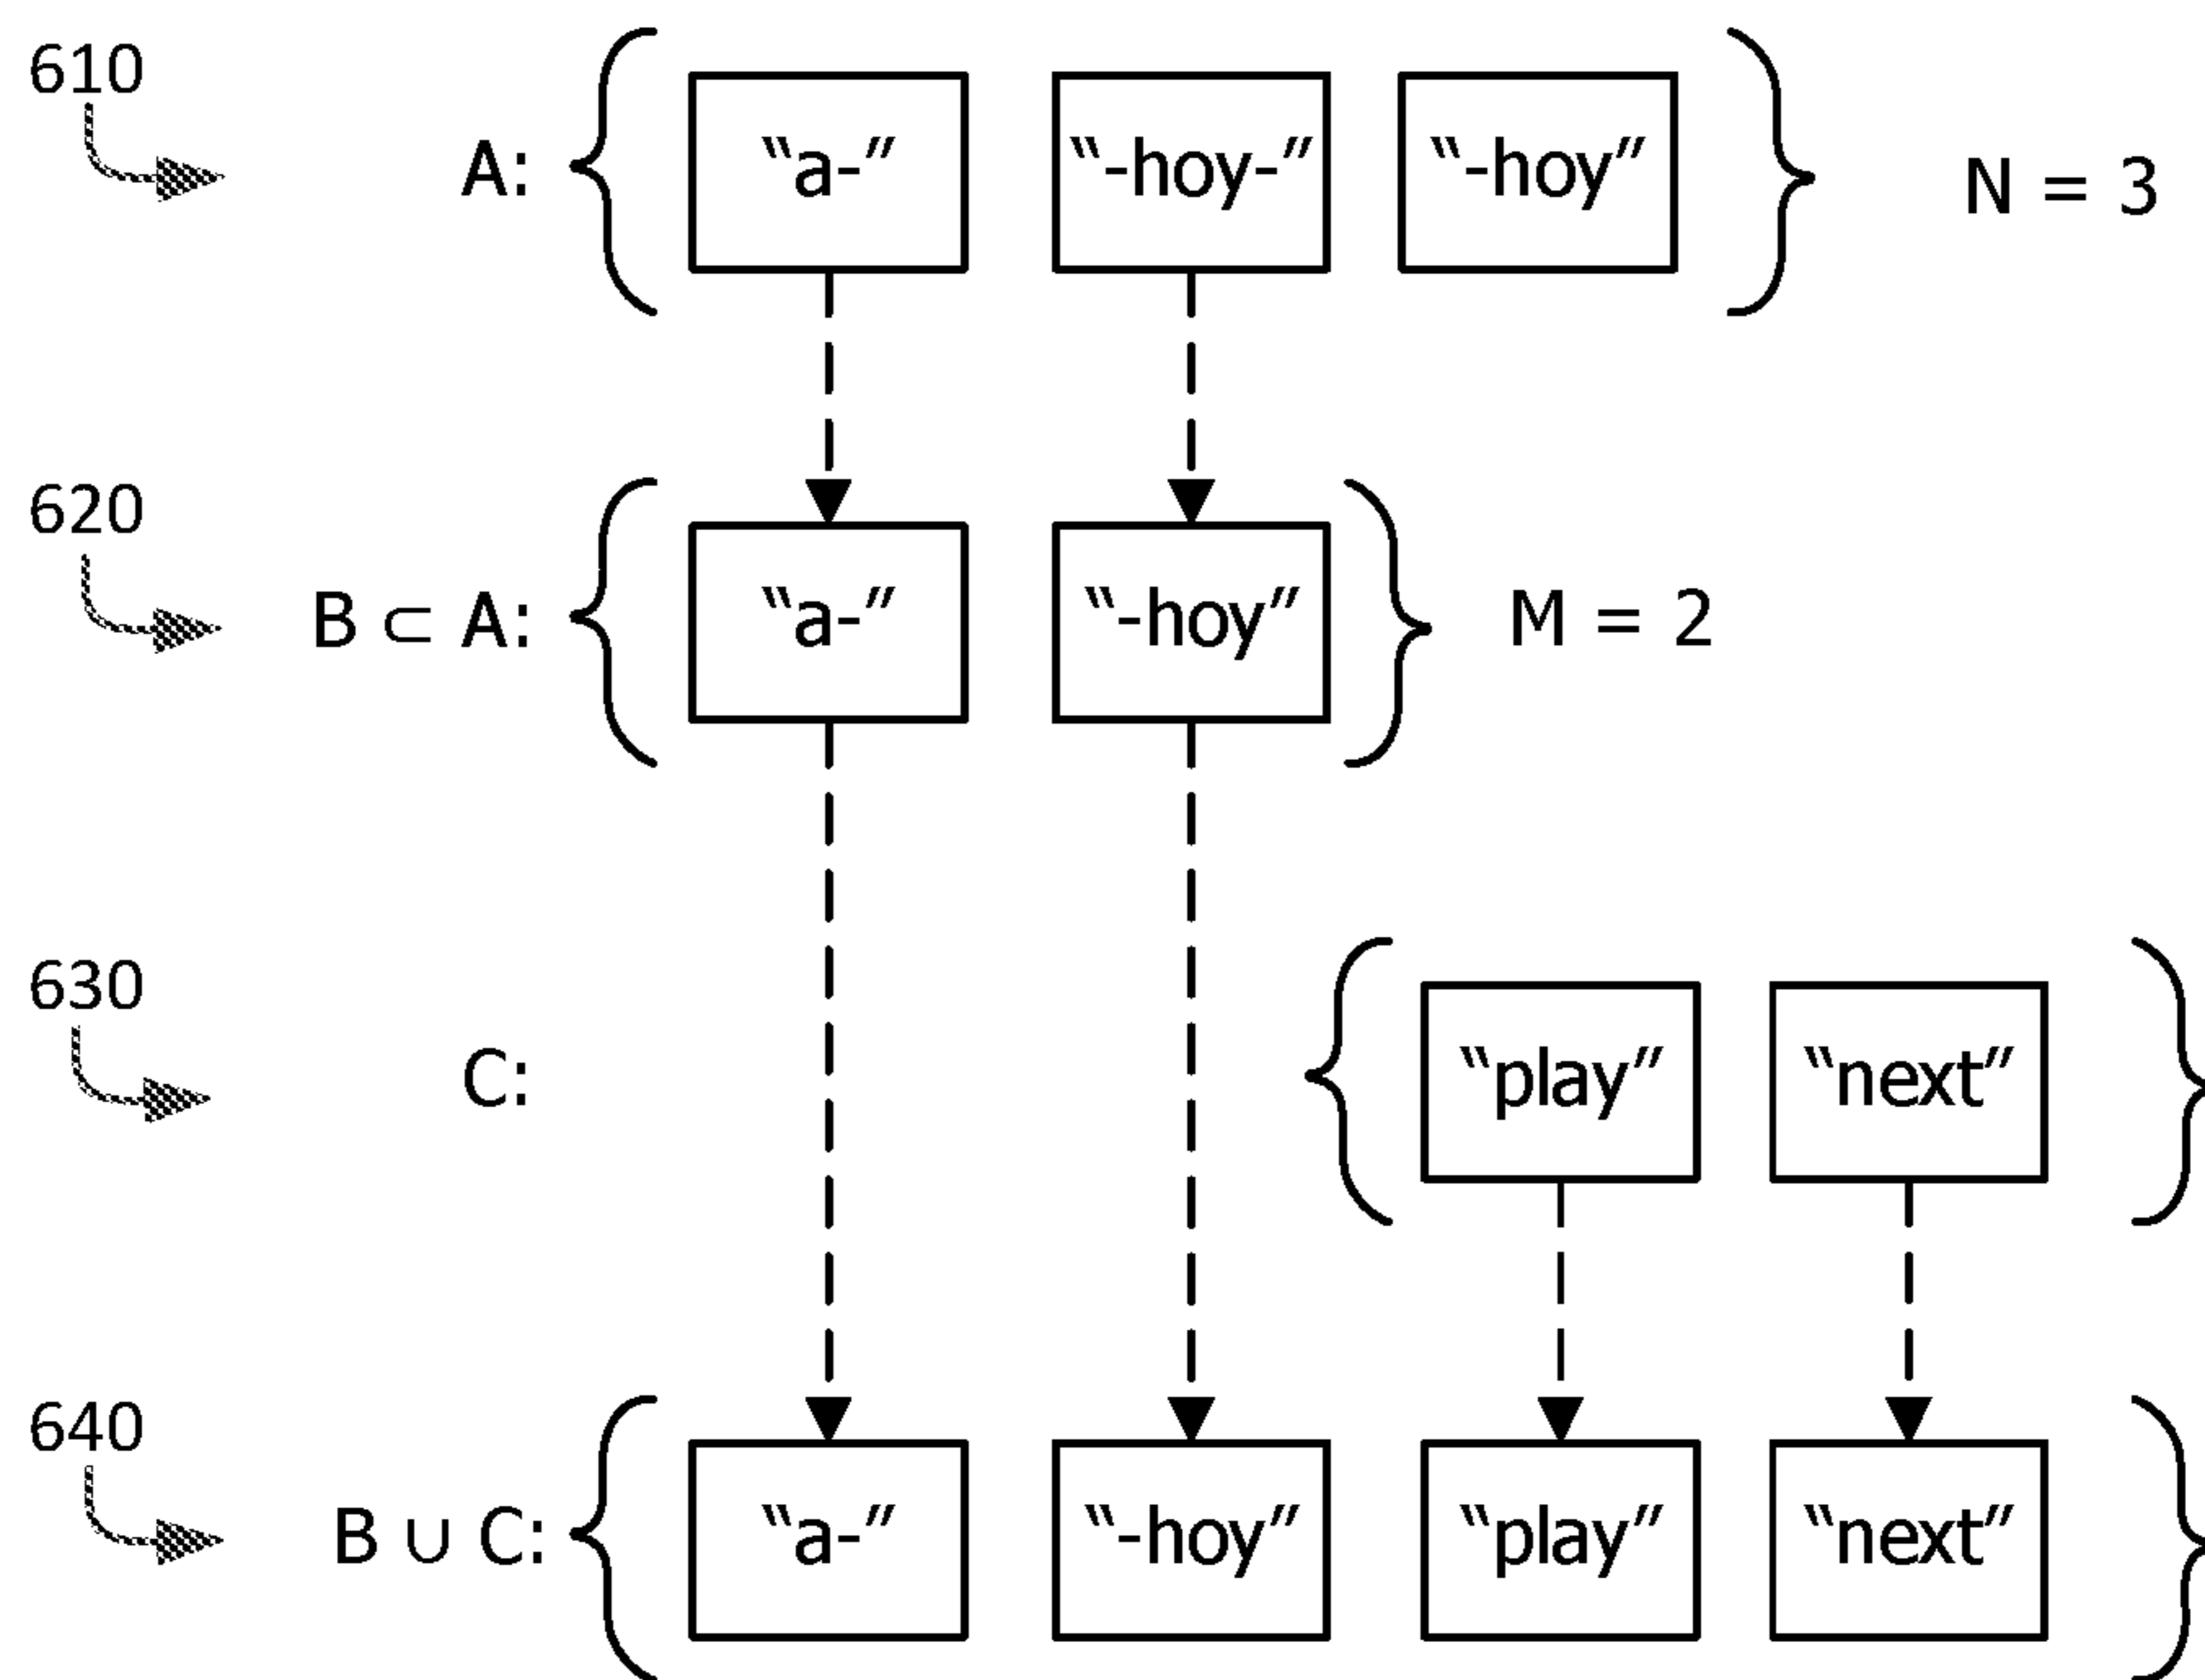 610
A: “a-” “-hoy-” “-hoy” N = 3
620
B ⊂ A: “a-” “-hoy” M = 2
630
C: “play” “next”
640
B ∪ C: “a-” “-hoy” “play” “next”